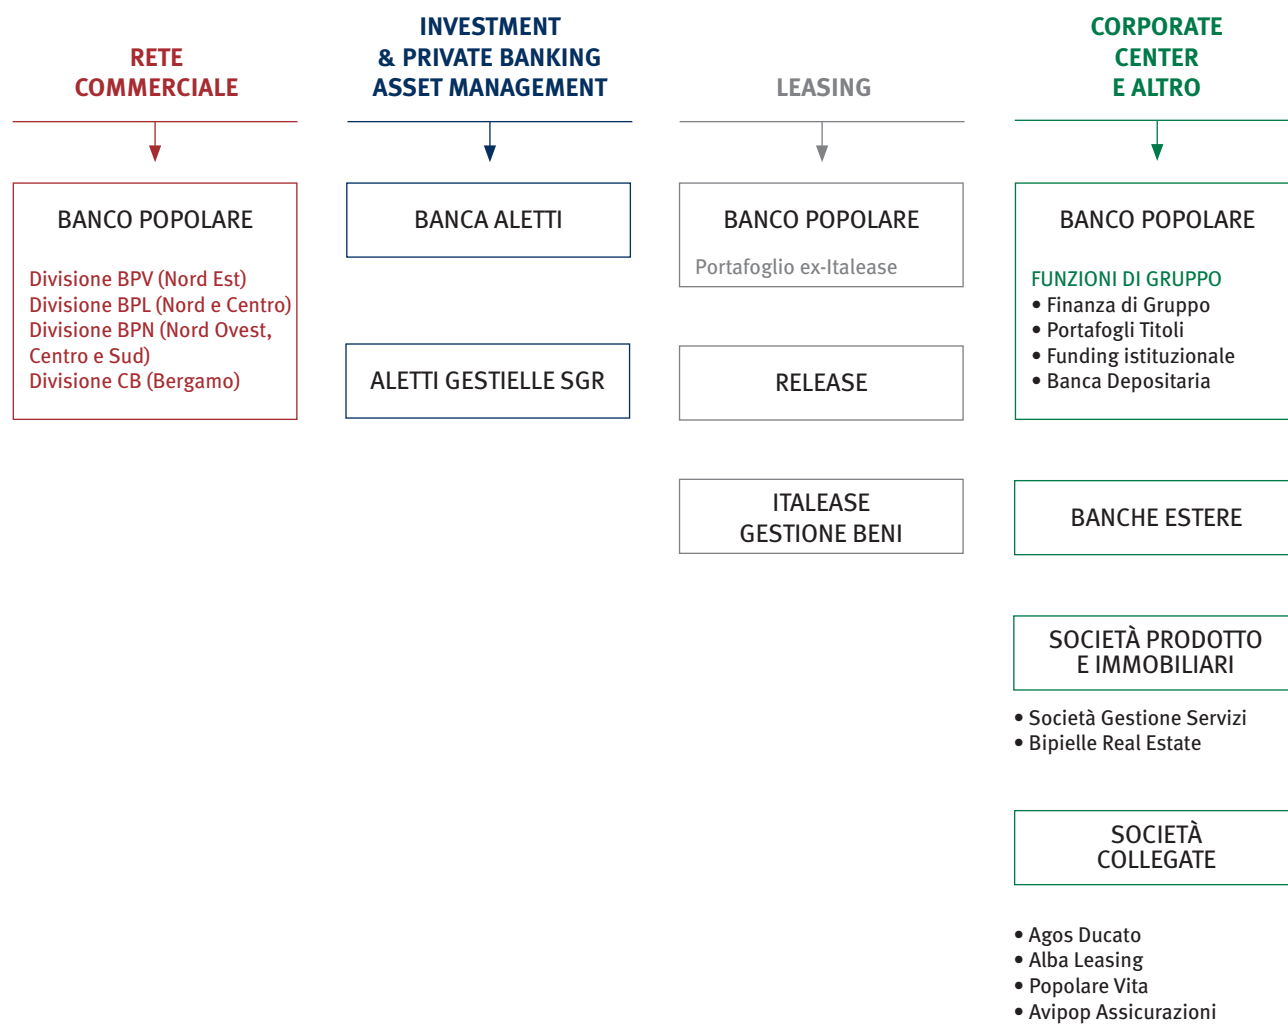 RETE
COMMERCIALE
BANCO POPOLARE
Divisione BPV (Nord Est)
Divisione BPL (Nord e Centro)
Divisione BPN (Nord Ovest,
Centro e Sud)
Divisione CB (Bergamo)
INVESTMENT
& PRIVATE BANKING
ASSET MANAGEMENT
BANCA ALETTI
ALETTI GESTIELLE SGR
LEASING
BANCO POPOLARE
Portafoglio ex-Italease
RELEASE
ITALEASE
GESTIONE BENI
CORPORATE
CENTER
E ALTRO
BANCO POPOLARE
FUNZIONI DI GRUPPO
• Finanza di Gruppo
• Portafogli Titoli
• Funding istituzionale
• Banca Depositaria
BANCHE ESTERE
SOCIETÀ PRODOTTO
E IMMOBILIARI
• Società Gestione Servizi
• Bipielle Real Estate
SOCIETÀ
COLLEGATE
• Agos Ducato
• Alba Leasing
• Popolare Vita
• Avipop Assicurazioni